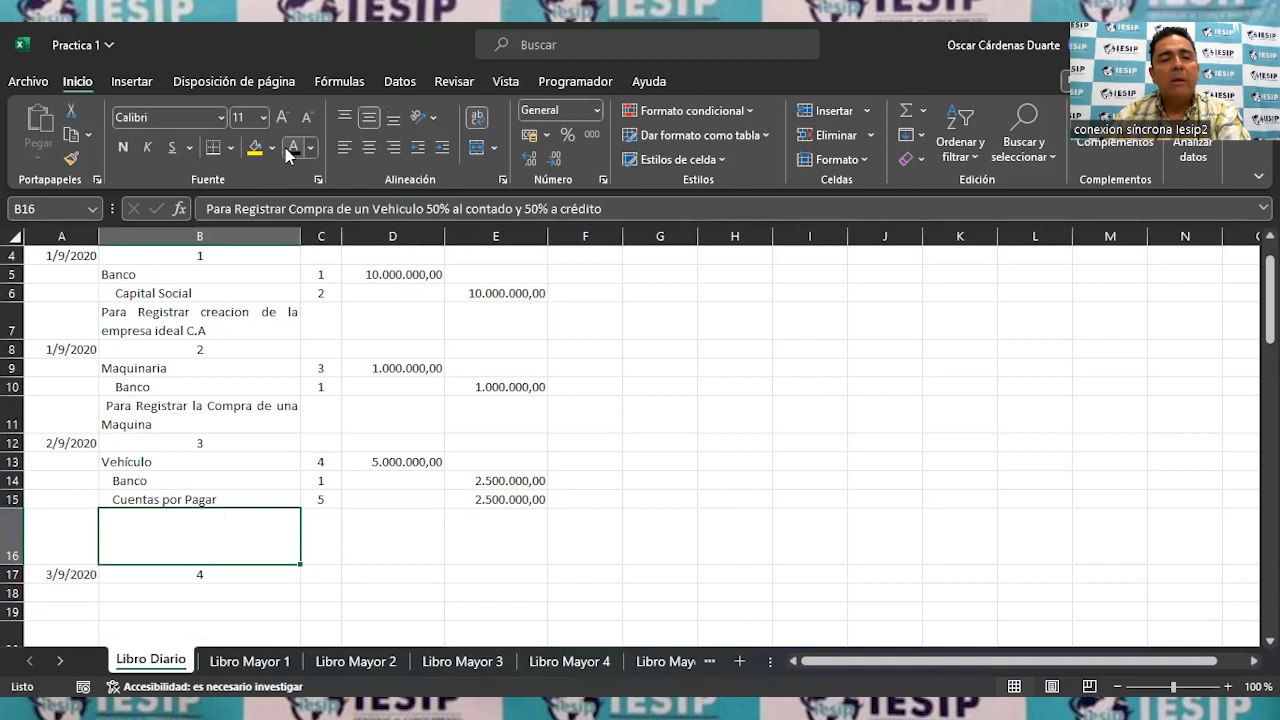 IESIP
Practica 1
Buscar
Oscar Cárdenas Duarte
Archivo Inicio Insertar Disposición de página Fórmulas Datos Revisar Vista Programador Ayuda
conexion síncrona Iesip2
Pegar
Portapapeles
Calibri 11
N K S
Fuente
Alineación
General
% 000
Número
Formato condicional
Dar formato como tabla
Estilos de celda
Estilos
Insertar
Eliminar
Formato
Celdas
Ordenar y filtrar
Buscar y seleccionar
Edición
Complementos
Complementos
Analizar datos
B16
fx
Para Registrar Compra de un Vehiculo 50% al contado y 50% a crédito
A B C D E F G H I J K L M N
4 1/9/2020 1
5 Banco 1 10.000.000,00
6 Capital Social 2 10.000.000,00
7 Para Registrar creacion de la
empresa ideal C.A
8 1/9/2020 2
9 Maquinaria 3 1.000.000,00
10 Banco 1 1.000.000,00
11 Para Registrar la Compra de una
Maquina
12 2/9/2020 3
13 Vehículo 4 5.000.000,00
14 Banco 1 2.500.000,00
15 Cuentas por Pagar 5 2.500.000,00
16
17 3/9/2020 4
18
19
Libro Diario Libro Mayor 1 Libro Mayor 2 Libro Mayor 3 Libro Mayor 4 Libro May
Listo
Accesibilidad: es necesario investigar
100 %